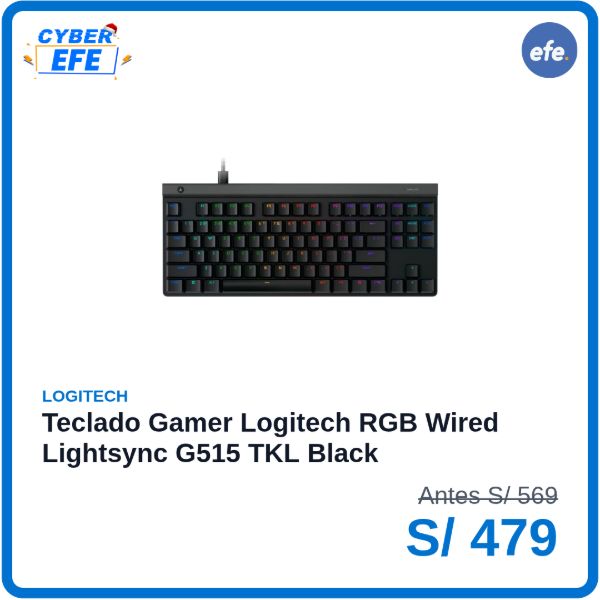 CYBER
EFE
efe.
LOGITECH
Teclado Gamer Logitech RGB Wired
Lightsync G515 TKL Black
Antes S/ 569
S/ 479